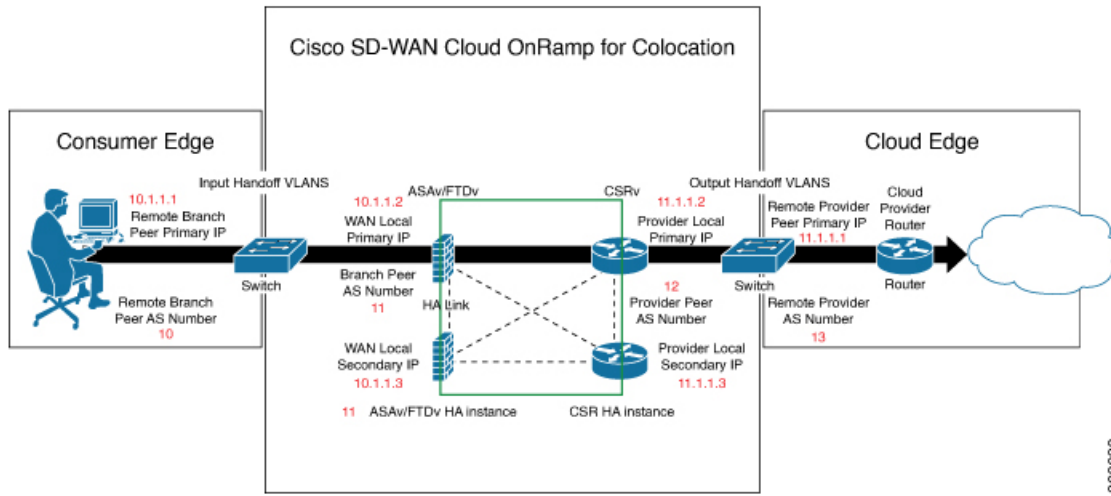 Cisco SD-WAN Cloud OnRamp for Colocation
Consumer Edge
Cloud Edge
10.1.1.1
Remote Branch
Peer Primary IP
Input Handoff VLANS
Switch
Remote Branch
Peer AS Number
10
10.1.1.2
WAN Local
Primary IP
ASAv/FTDv
Branch Peer
AS Number
11
HA Link
WAN Local
Secondary IP
10.1.1.3
11
ASAv/FTDv HA instance
CSRv
11.1.1.2
Provider Local
Primary IP
12
Provider Peer
AS Number
Provider Local
Secondary IP
11.1.1.3
CSR HA instance
Output Handoff VLANS
Switch
Remote Provider
Peer Primary IP
11.1.1.1
Remote Provider
AS Number
13
Cloud
Provider
Router
Router